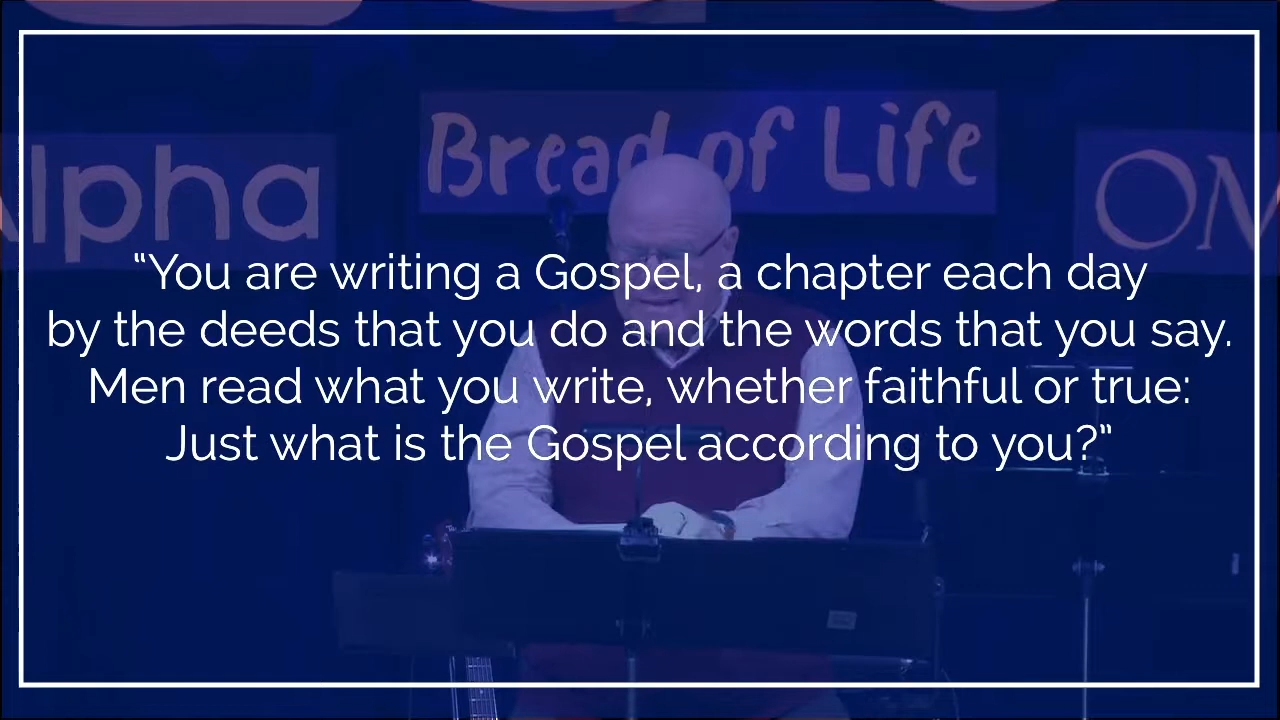 Bread of Life
lpha
OM
“You are writing a Gospel, a chapter each day
by the deeds that you do and the words that you say.
Men read what you write, whether faithful or true:
Just what is the Gospel according to you?”